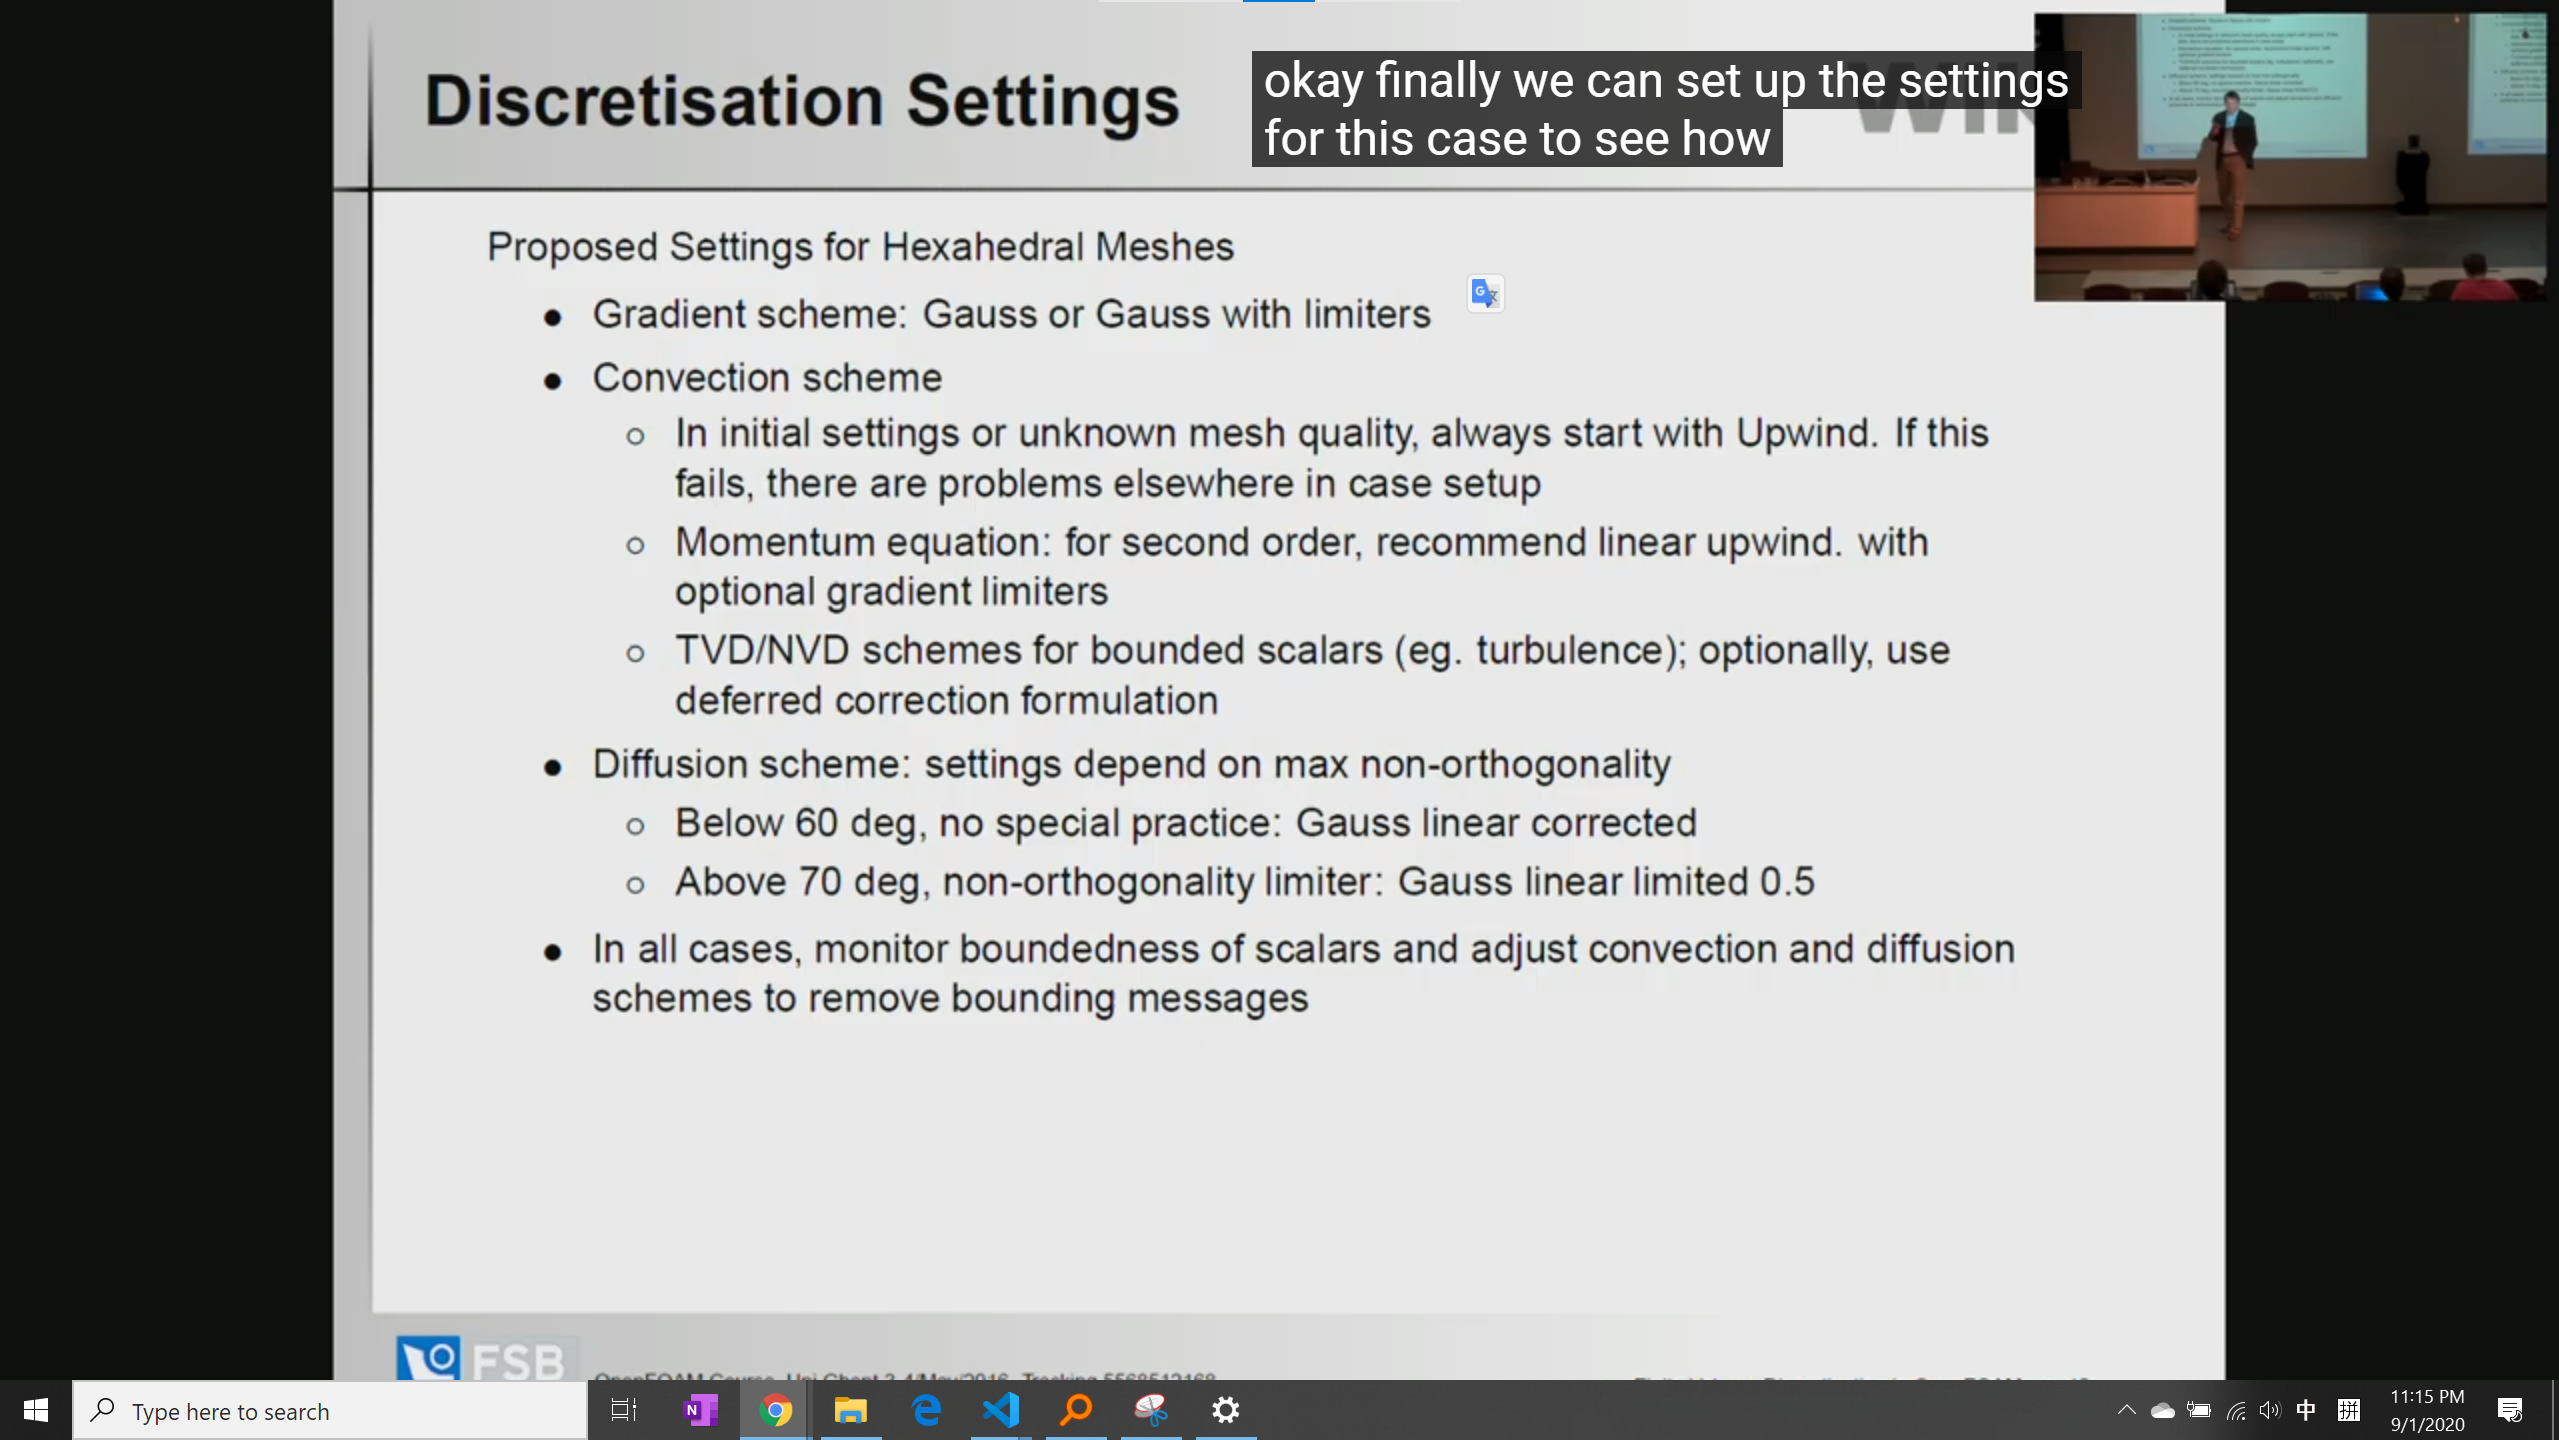 Discretisation Settings
okay finally we can set up the settings
for this case to see how
Proposed Settings for Hexahedral Meshes
● Gradient scheme: Gauss or Gauss with limiters
● Convection scheme
○ In initial settings or unknown mesh quality, always start with Upwind. If this
fails, there are problems elsewhere in case setup
○ Momentum equation: for second order, recommend linear upwind. with
optional gradient limiters
○ TVD/NVD schemes for bounded scalars (eg. turbulence); optionally, use
deferred correction formulation
● Diffusion scheme: settings depend on max non-orthogonality
○ Below 60 deg, no special practice: Gauss linear corrected
○ Above 70 deg, non-orthogonality limiter: Gauss linear limited 0.5
● In all cases, monitor boundedness of scalars and adjust convection and diffusion
schemes to remove bounding messages
FSB
Type here to search
中
拼
11:15 PM
9/1/2020